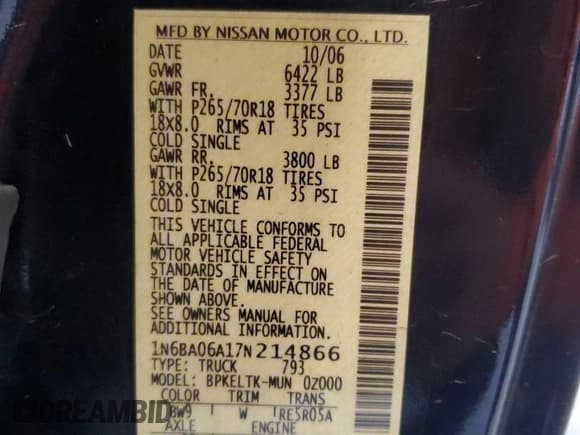 MFD BY NISSAN MOTOR CO., LTD.
DATE 10/06
GVWR 6422 LB
GAWR FR. 3377 LB
WITH P265/70R18 TIRES
18X8.0 RIMS AT 35 PSI
COLD SINGLE
GAWR RR. 3800 LB
WITH P265/70R18 TIRES
18X8.0 RIMS AT 35 PSI
COLD SINGLE
THIS VEHICLE CONFORMS TO
ALL APPLICABLE FEDERAL
MOTOR VEHICLE SAFETY
STANDARDS IN EFFECT ON
THE DATE OF MANUFACTURE
SHOWN ABOVE.
SEE OWNERS MANUAL FOR
ADDITIONAL INFORMATION.
1N6BA06A17N214866
TYPE: TRUCK 793
MODEL: BPKELTK-MUN 0Z000
COLOR TRIM TRANS
BW9 W RE5R05A
AXLE ENGINE
DREAMBID